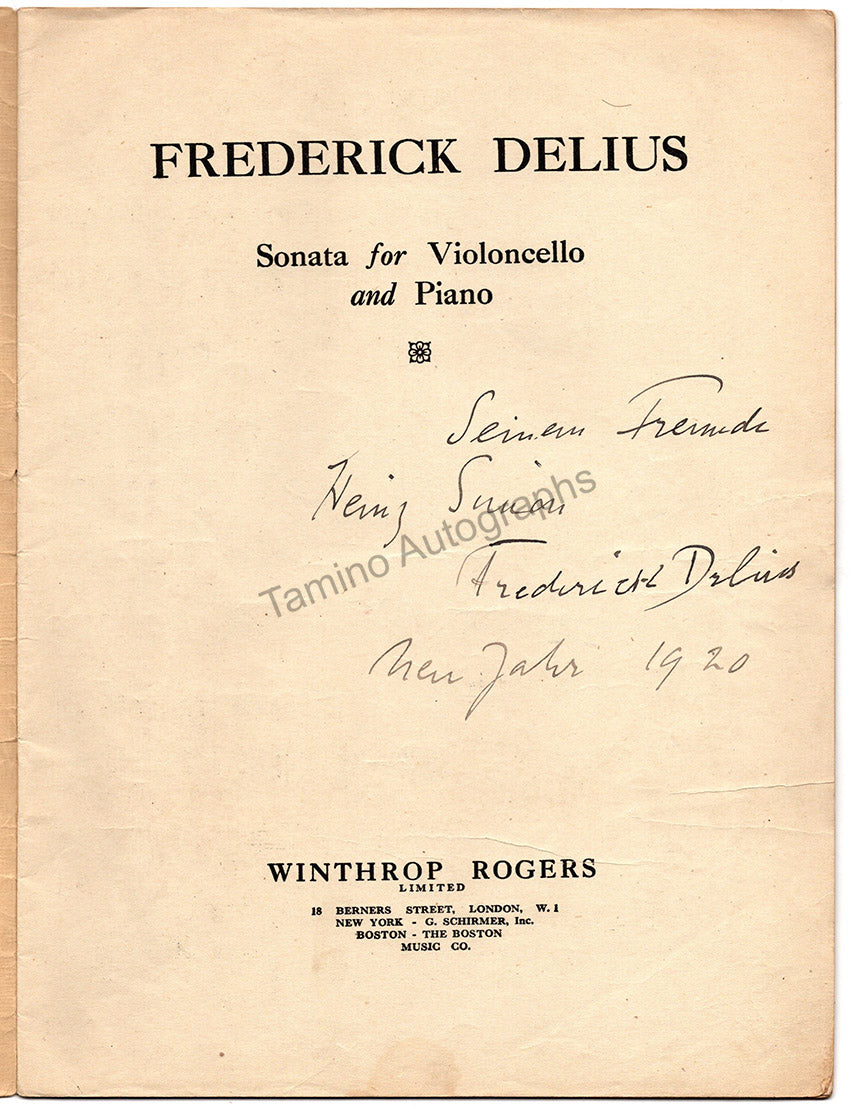 FREDERICK DELIUS
Sonata for Violoncello
and Piano
Seinem Freunde
Heinz Simon
Tamino Autographs
Frederick Delius
Neu Jahr 1920
WINTHROP ROGERS
LIMITED
18 BERNERS STREET, LONDON, W. 1
NEW YORK - G. SCHIRMER, Inc.
BOSTON - THE BOSTON
MUSIC CO.